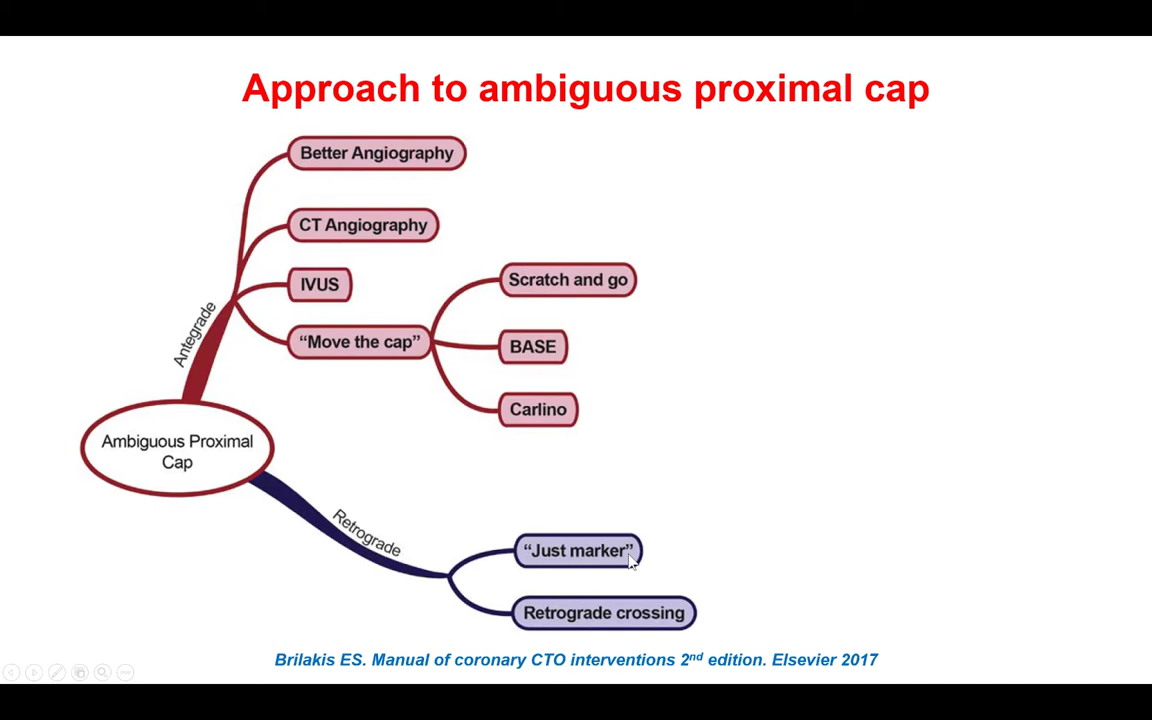 Approach to ambiguous proximal cap
Better Angiography
CT Angiography
IVUS
“Move the cap”
Scratch and go
BASE
Carlino
Antegrade
Ambiguous Proximal
Cap
Retrograde
“Just marker”
Retrograde crossing
Brilakis ES. Manual of coronary CTO interventions 2nd edition. Elsevier 2017